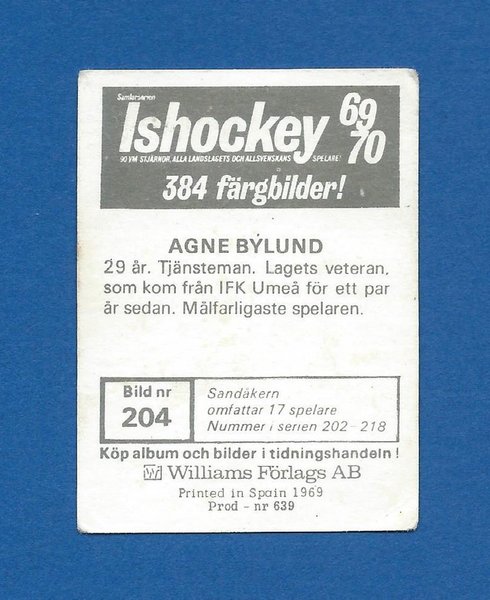 Samlarserien
Ishockey 69 70
90 VM STJÄRNOR, ALLA LANDSLAGETS OCH ALLSVENSKANS SPELARE!
384 färgbilder!
AGNE BYLUND
29 år. Tjänsteman. Lagets veteran,
som kom från IFK Umeå för ett par
år sedan. Målfarligaste spelaren.
Bild nr
204
Sandåkern
omfattar 17 spelare
Nummer i serien 202-218
Köp album och bilder i tidningshandeln!
W Williams Förlags AB
Printed in Spain 1969
Prod - nr 639